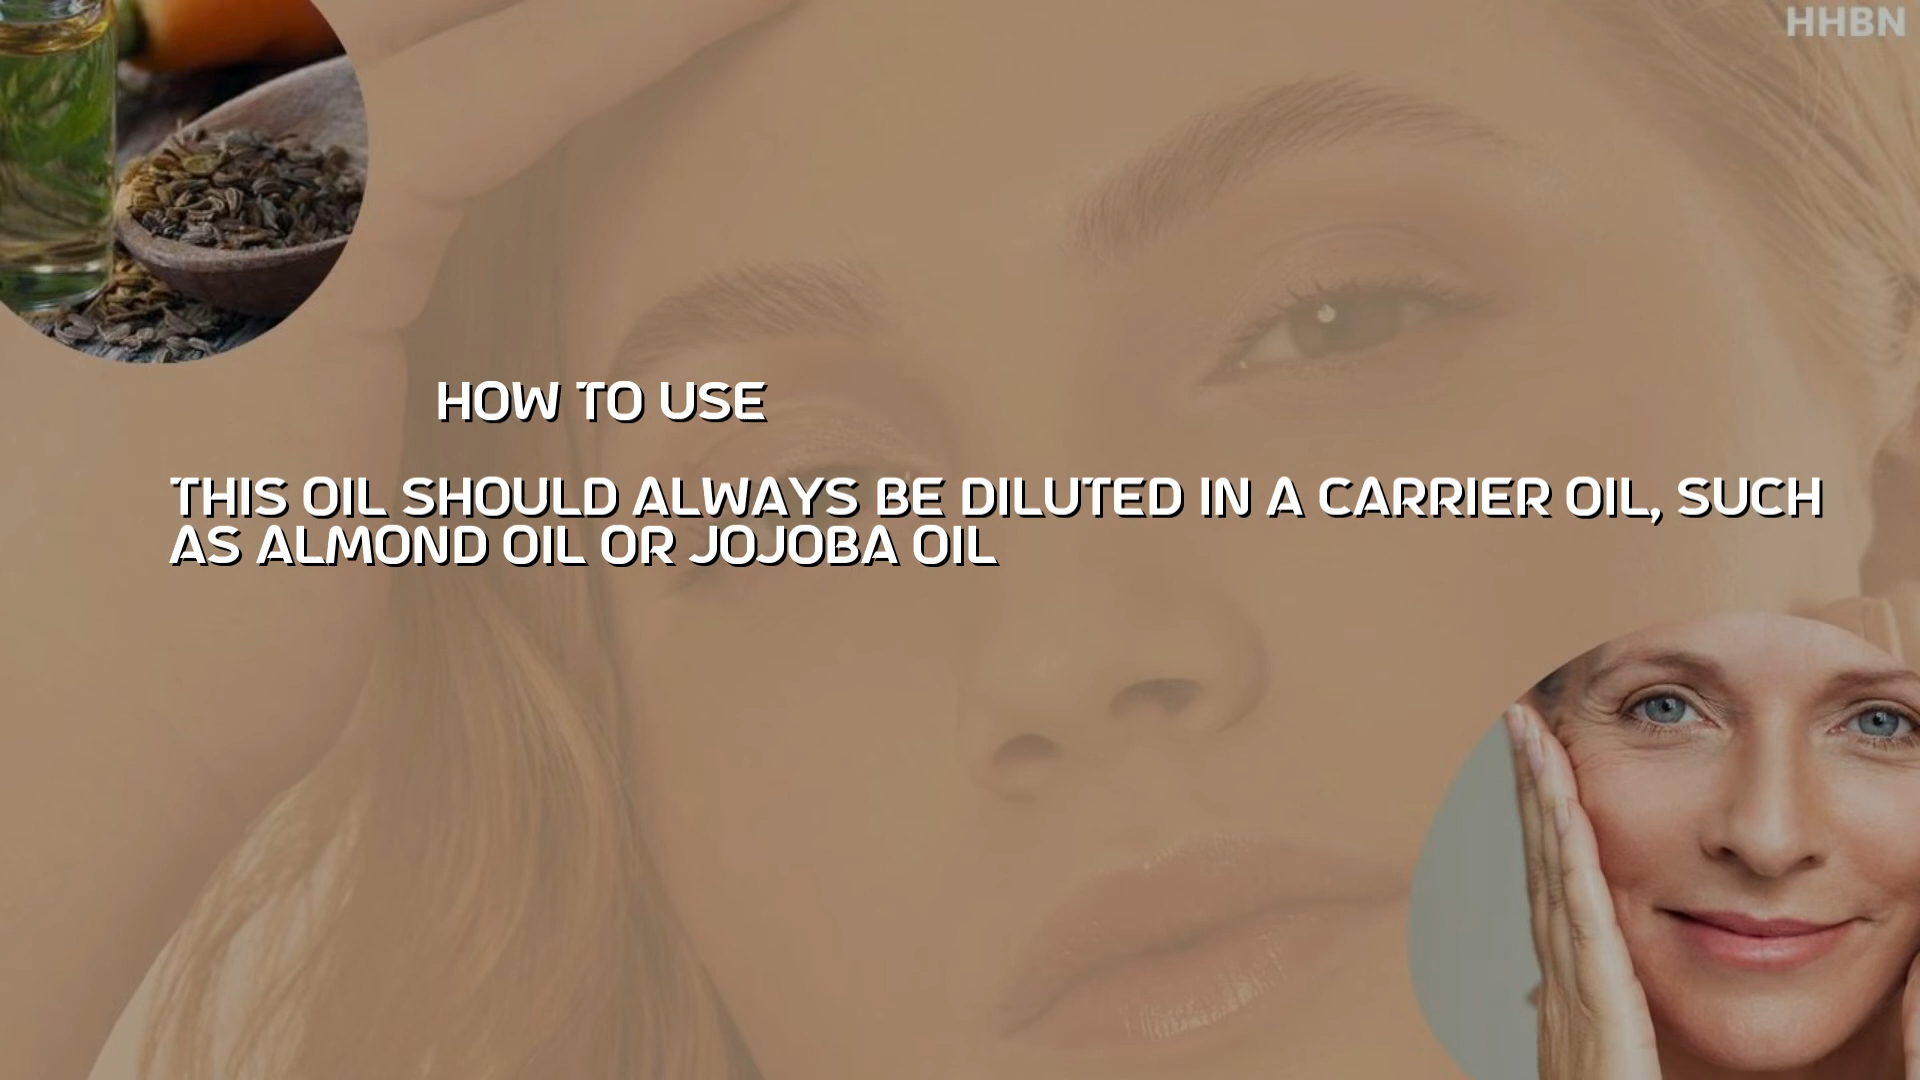 HHBN
HOW TO USE
THIS OIL SHOULD ALWAYS BE DILUTED IN A CARRIER OIL, SUCH
AS ALMOND OIL OR JOJOBA OIL